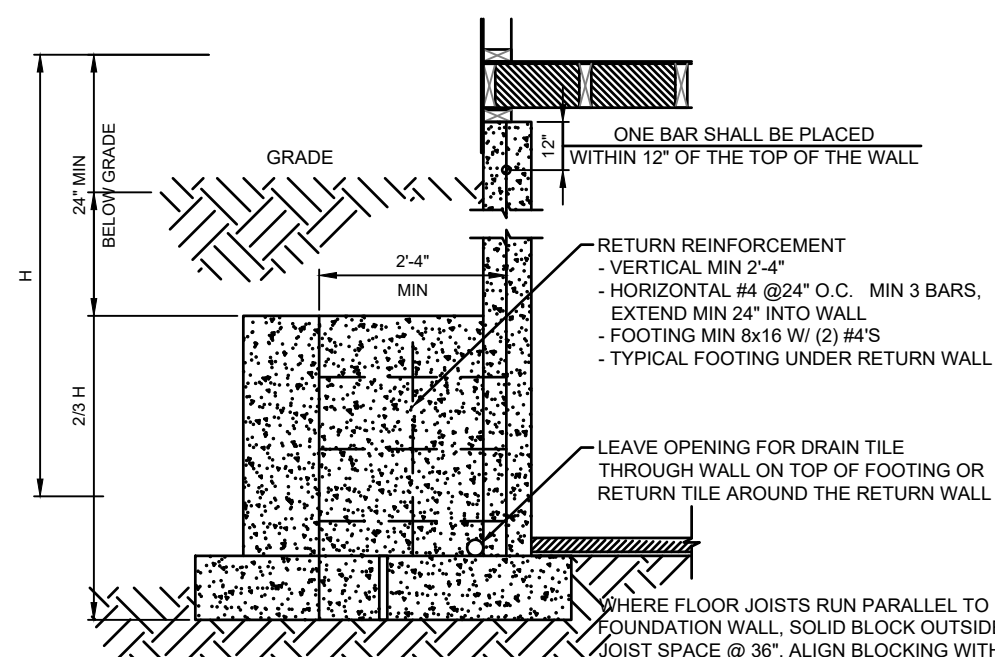 GRADE
24" MIN
BELOW GRADE
H
2/3 H
2'-4"
MIN
12"
ONE BAR SHALL BE PLACED
WITHIN 12" OF THE TOP OF THE WALL
RETURN REINFORCEMENT
- VERTICAL MIN 2'-4"
- HORIZONTAL #4 @24" O.C. MIN 3 BARS,
EXTEND MIN 24" INTO WALL
- FOOTING MIN 8x16 W/ (2) #4'S
- TYPICAL FOOTING UNDER RETURN WALL
LEAVE OPENING FOR DRAIN TILE
THROUGH WALL ON TOP OF FOOTING OR
RETURN TILE AROUND THE RETURN WALL
WHERE FLOOR JOISTS RUN PARALLEL TO
FOUNDATION WALL, SOLID BLOCK OUTSIDE
JOIST SPACE @ 36". ALIGN BLOCKING WITH